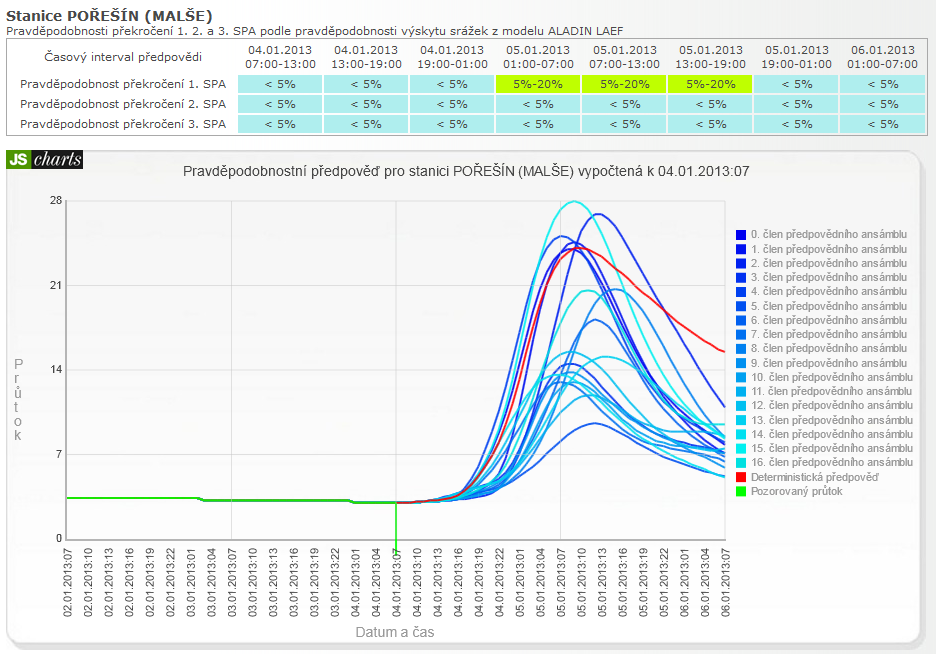 Stanice POŘEŠÍN (MALŠE)
Pravděpodobnosti překročení 1. 2. a 3. SPA podle pravděpodobnosti výskytu srážek z modelu ALADIN LAEF
Časový interval předpovědi 04.01.2013 07:00-13:00 04.01.2013 13:00-19:00 04.01.2013 19:00-01:00 05.01.2013 01:00-07:00 05.01.2013 07:00-13:00 05.01.2013 13:00-19:00 05.01.2013 19:00-01:00 06.01.2013 01:00-07:00
Pravděpodobnost překročení 1. SPA < 5% < 5% < 5% 5%-20% 5%-20% 5%-20% < 5% < 5%
Pravděpodobnost překročení 2. SPA < 5% < 5% < 5% < 5% < 5% < 5% < 5% < 5%
Pravděpodobnost překročení 3. SPA < 5% < 5% < 5% < 5% < 5% < 5% < 5% < 5%
JS charts
Pravděpodobnostní předpověď pro stanici POŘEŠÍN (MALŠE) vypočtená k 04.01.2013:07
28
21
14
7
0
Průtok
0. člen předpovědního ansámblu
1. člen předpovědního ansámblu
2. člen předpovědního ansámblu
3. člen předpovědního ansámblu
4. člen předpovědního ansámblu
5. člen předpovědního ansámblu
6. člen předpovědního ansámblu
7. člen předpovědního ansámblu
8. člen předpovědního ansámblu
9. člen předpovědního ansámblu
10. člen předpovědního ansámblu
11. člen předpovědního ansámblu
12. člen předpovědního ansámblu
13. člen předpovědního ansámblu
14. člen předpovědního ansámblu
15. člen předpovědního ansámblu
16. člen předpovědního ansámblu
Deterministická předpověď
Pozorovaný průtok
02.01.2013:07
02.01.2013:10
02.01.2013:13
02.01.2013:16
02.01.2013:19
02.01.2013:22
03.01.2013:01
03.01.2013:04
03.01.2013:07
03.01.2013:10
03.01.2013:13
03.01.2013:16
03.01.2013:19
03.01.2013:22
04.01.2013:01
04.01.2013:04
04.01.2013:07
04.01.2013:10
04.01.2013:13
04.01.2013:16
04.01.2013:19
04.01.2013:22
05.01.2013:01
05.01.2013:04
05.01.2013:07
05.01.2013:10
05.01.2013:13
05.01.2013:16
05.01.2013:19
05.01.2013:22
06.01.2013:01
06.01.2013:04
06.01.2013:07
Datum a čas